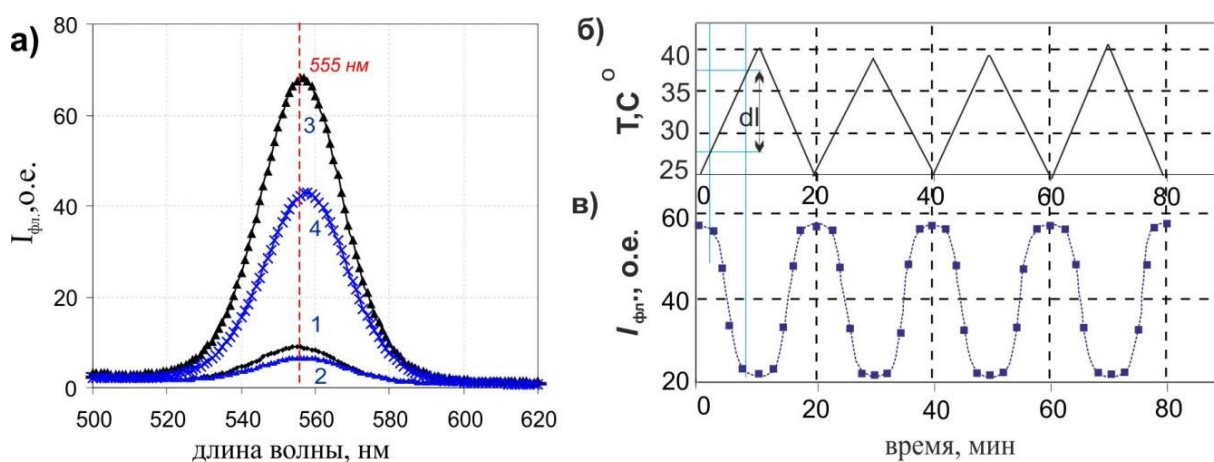 а)
80
60
40
20
0
555 нм
3
4
1
2
I фл.,о.е.
500 520 540 560 580 600 620
длина волны, нм
б)
40
35
30
25
T,C°
dI
0 20 40 60 80
в)
60
40
20
I фл*, о.е.
0 20 40 60 80
время, мин